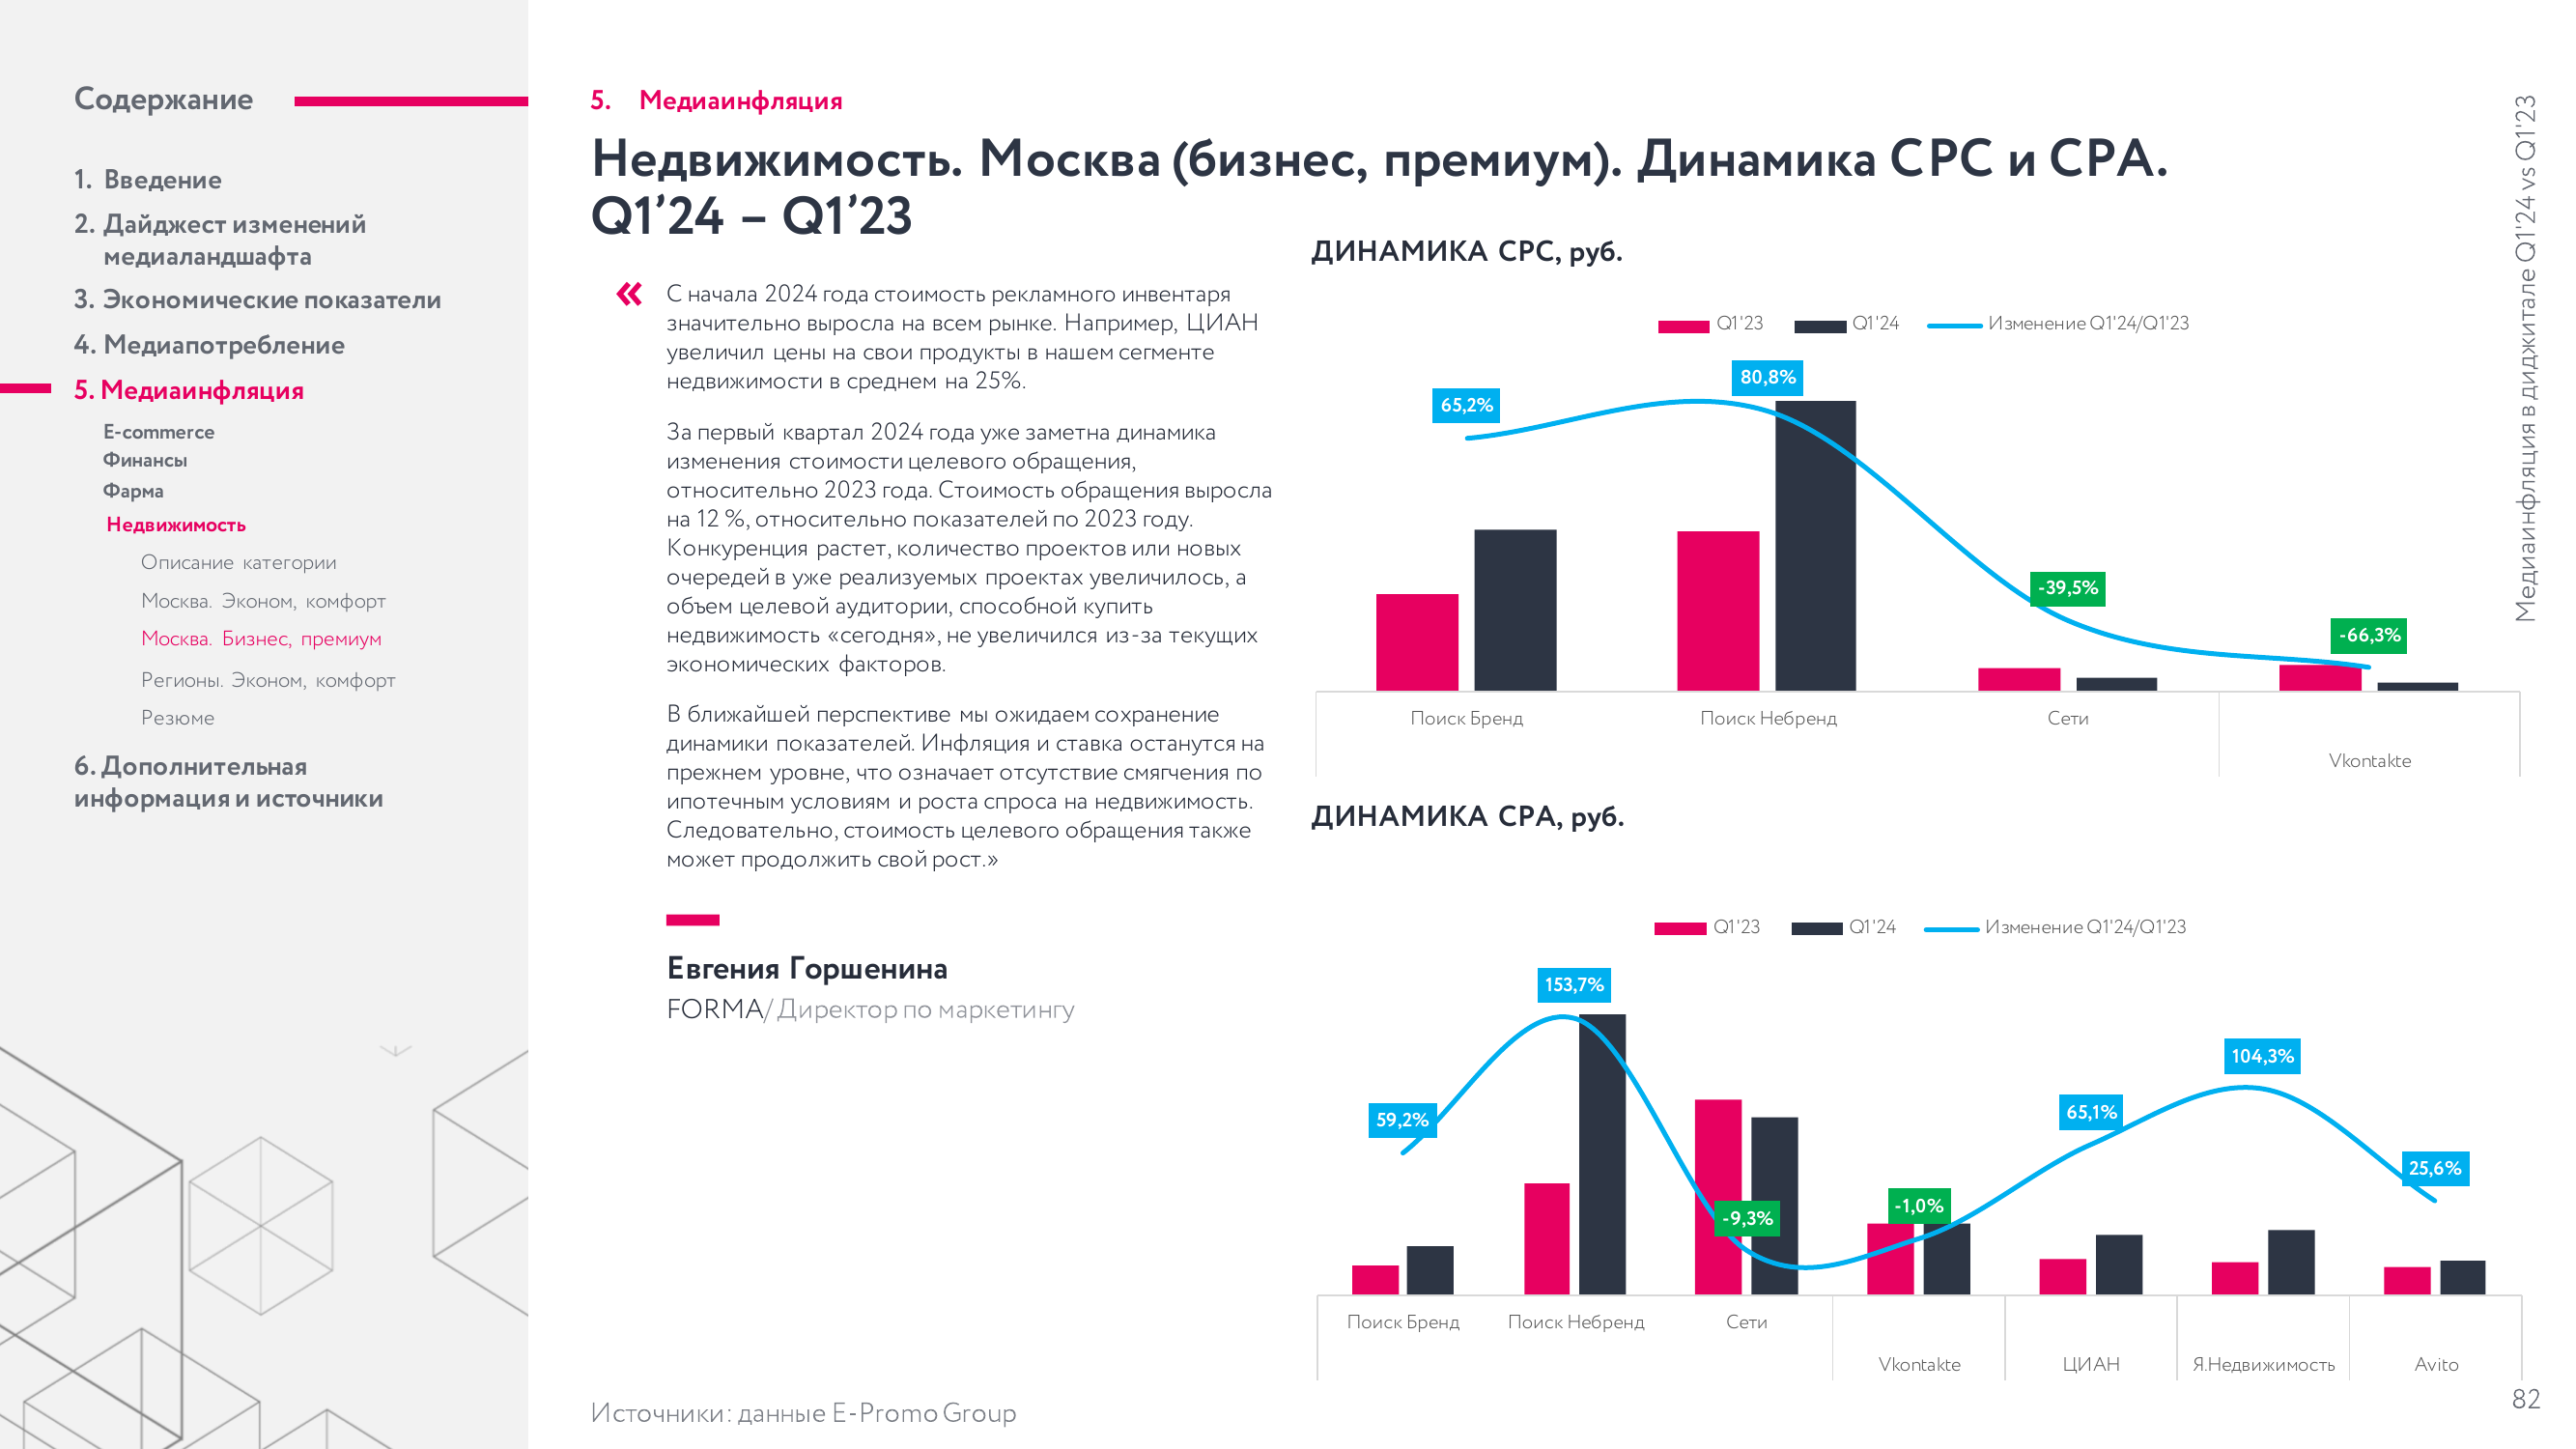 Содержание
1. Введение
2. Дайджест изменений
медиаландшафта
3. Экономические показатели
4. Медиапотребление
5. Медиаинфляция
E-commerce
Финансы
Фарма
Недвижимость
Описание категории
Москва. Эконом, комфорт
Москва. Бизнес, премиум
Регионы. Эконом, комфорт
Резюме
6. Дополнительная
информация и источники
5. Медиаинфляция
Недвижимость. Москва (бизнес, премиум). Динамика CPC и CPA.
Q1’24 – Q1’23
«
С начала 2024 года стоимость рекламного инвентаря
значительно выросла на всем рынке. Например, ЦИАН
увеличил цены на свои продукты в нашем сегменте
недвижимости в среднем на 25%.
За первый квартал 2024 года уже заметна динамика
изменения стоимости целевого обращения,
относительно 2023 года. Стоимость обращения выросла
на 12 %, относительно показателей по 2023 году.
Конкуренция растет, количество проектов или новых
очередей в уже реализуемых проектах увеличилось, а
объем целевой аудитории, способной купить
недвижимость «сегодня», не увеличился из-за текущих
экономических факторов.
В ближайшей перспективе мы ожидаем сохранение
динамики показателей. Инфляция и ставка останутся на
прежнем уровне, что означает отсутствие смягчения по
ипотечным условиям и роста спроса на недвижимость.
Следовательно, стоимость целевого обращения также
может продолжить свой рост.»
Евгения Горшенина
FORMA/ Директор по маркетингу
ДИНАМИКА CPC, руб.
Q1'23 Q1'24 Изменение Q1'24/Q1'23
65,2% 80,8% -39,5% -66,3%
Поиск Бренд Поиск Небренд Сети
Vkontakte
ДИНАМИКА CPA, руб.
Q1'23 Q1'24 Изменение Q1'24/Q1'23
59,2% 153,7% -9,3% -1,0% 65,1% 104,3% 25,6%
Поиск Бренд Поиск Небренд Сети
Vkontakte ЦИАН Я.Недвижимость Avito
Источники: данные E-Promo Group
Медиаинфляция в диджитале Q1'24 vs Q1'23
82